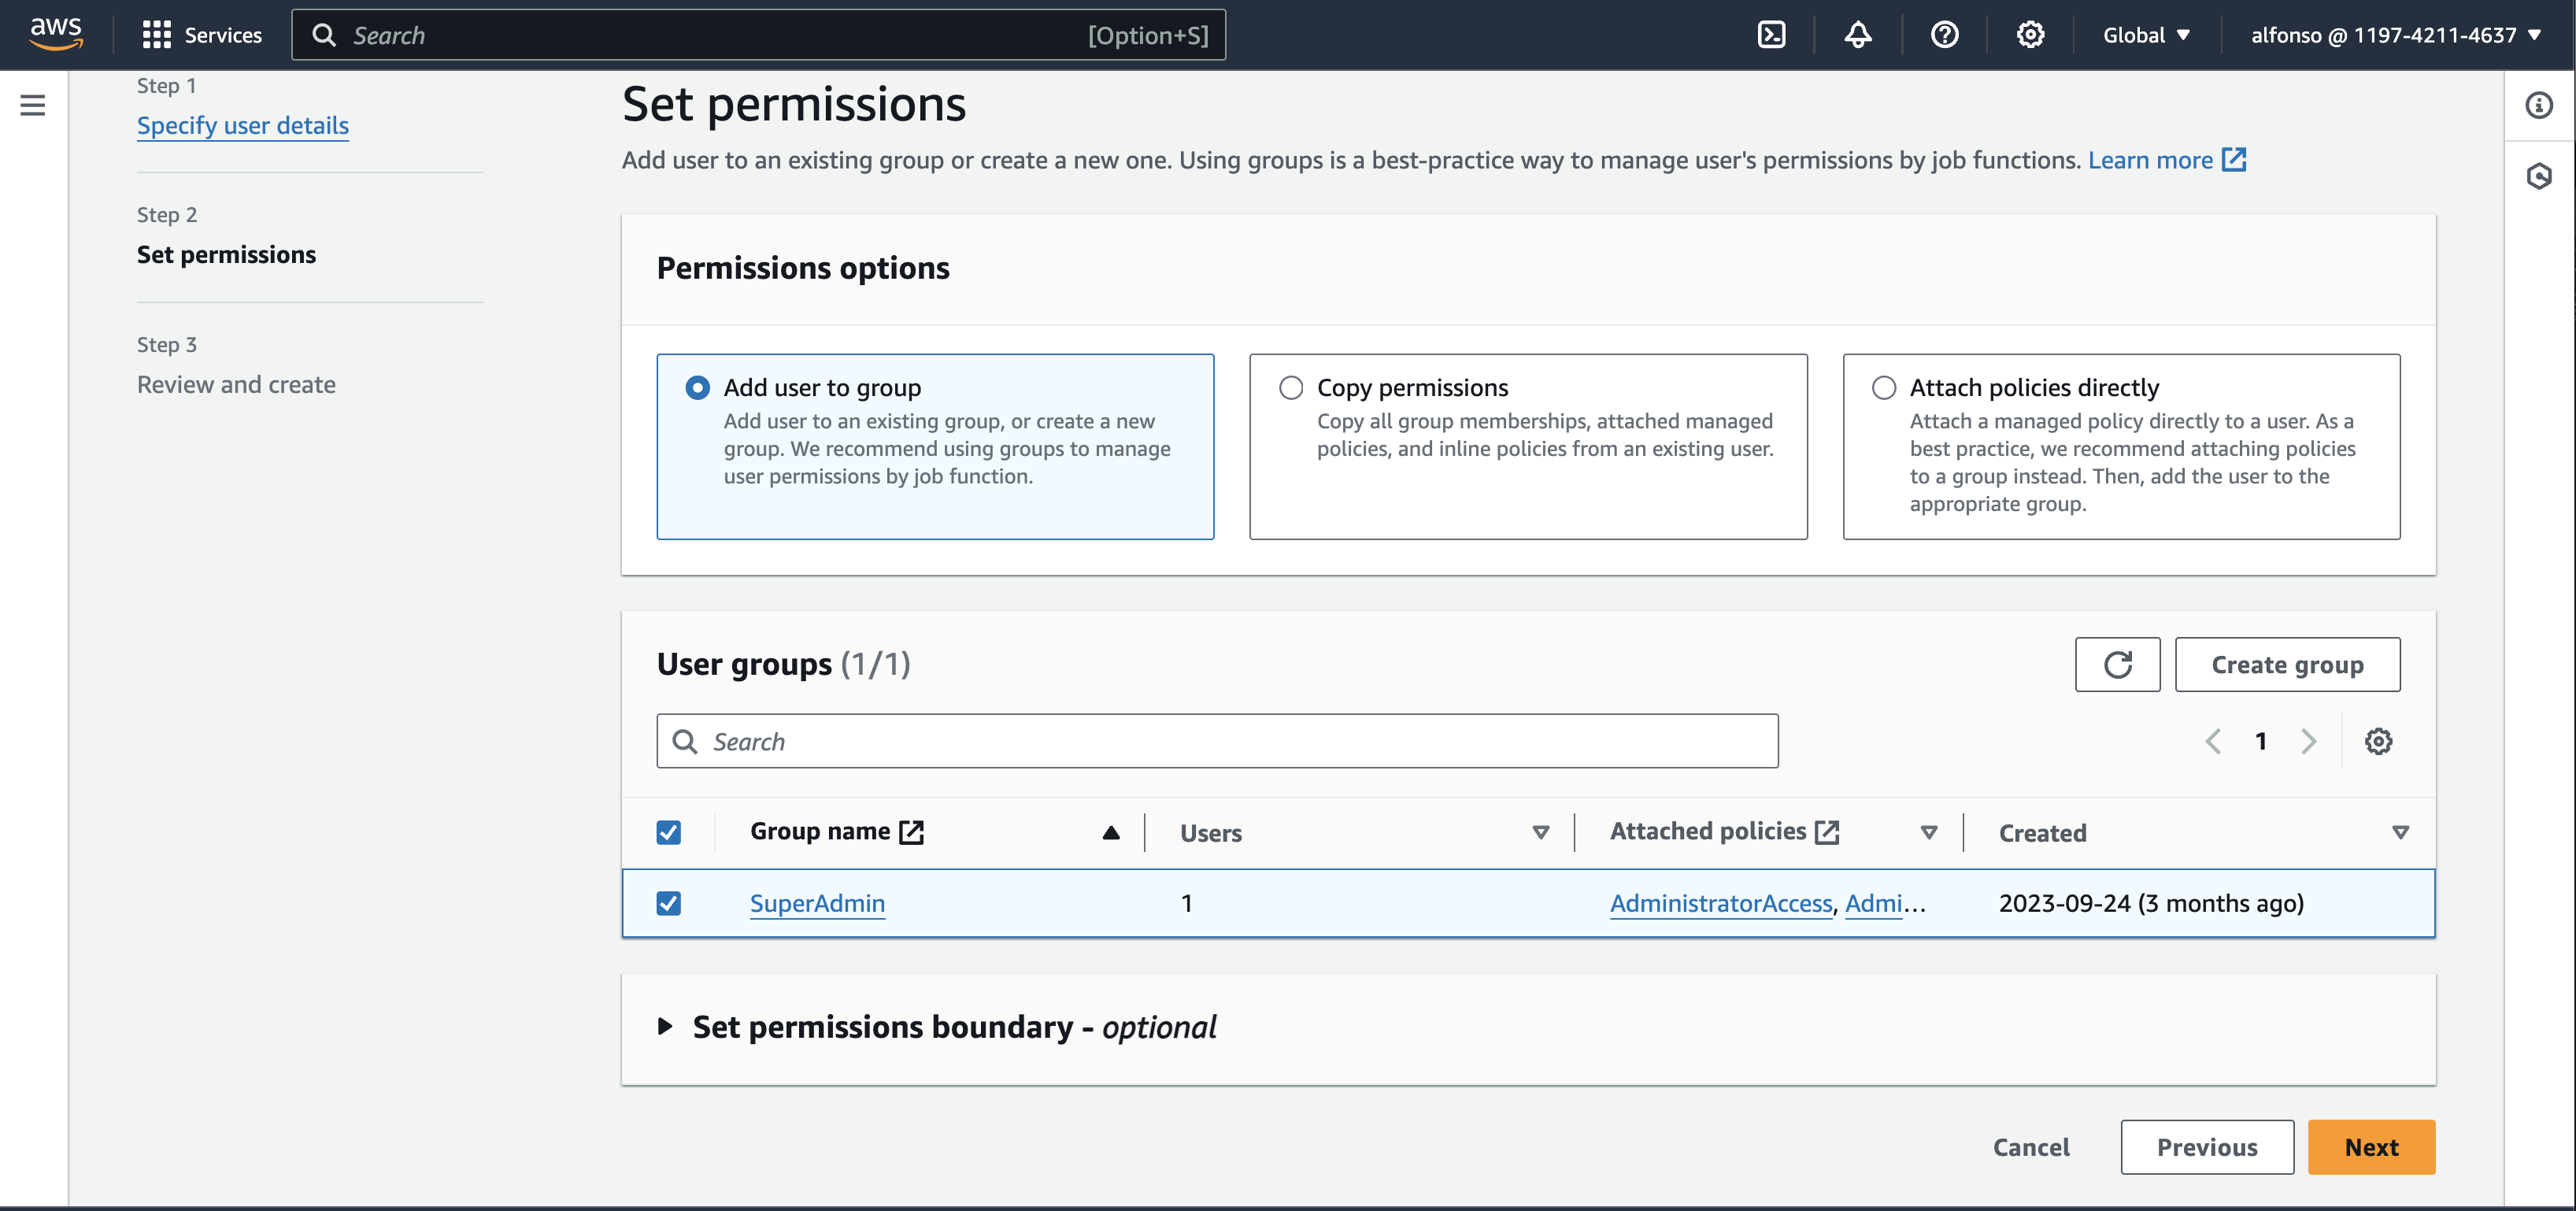 aws
Services
Search
[Option+S]
Global
alfonso @ 1197-4211-4637
Step 1
Specify user details
Step 2
Set permissions
Step 3
Review and create
Set permissions
Add user to an existing group or create a new one. Using groups is a best-practice way to manage user's permissions by job functions. Learn more
Permissions options
Add user to group
Add user to an existing group, or create a new
group. We recommend using groups to manage
user permissions by job function.
Copy permissions
Copy all group memberships, attached managed
policies, and inline policies from an existing user.
Attach policies directly
Attach a managed policy directly to a user. As a
best practice, we recommend attaching policies
to a group instead. Then, add the user to the
appropriate group.
User groups (1/1)
Create group
Search
1
Group name
Users
Attached policies
Created
SuperAdmin
1
AdministratorAccess, Admi...
2023-09-24 (3 months ago)
Set permissions boundary - optional
Cancel
Previous
Next